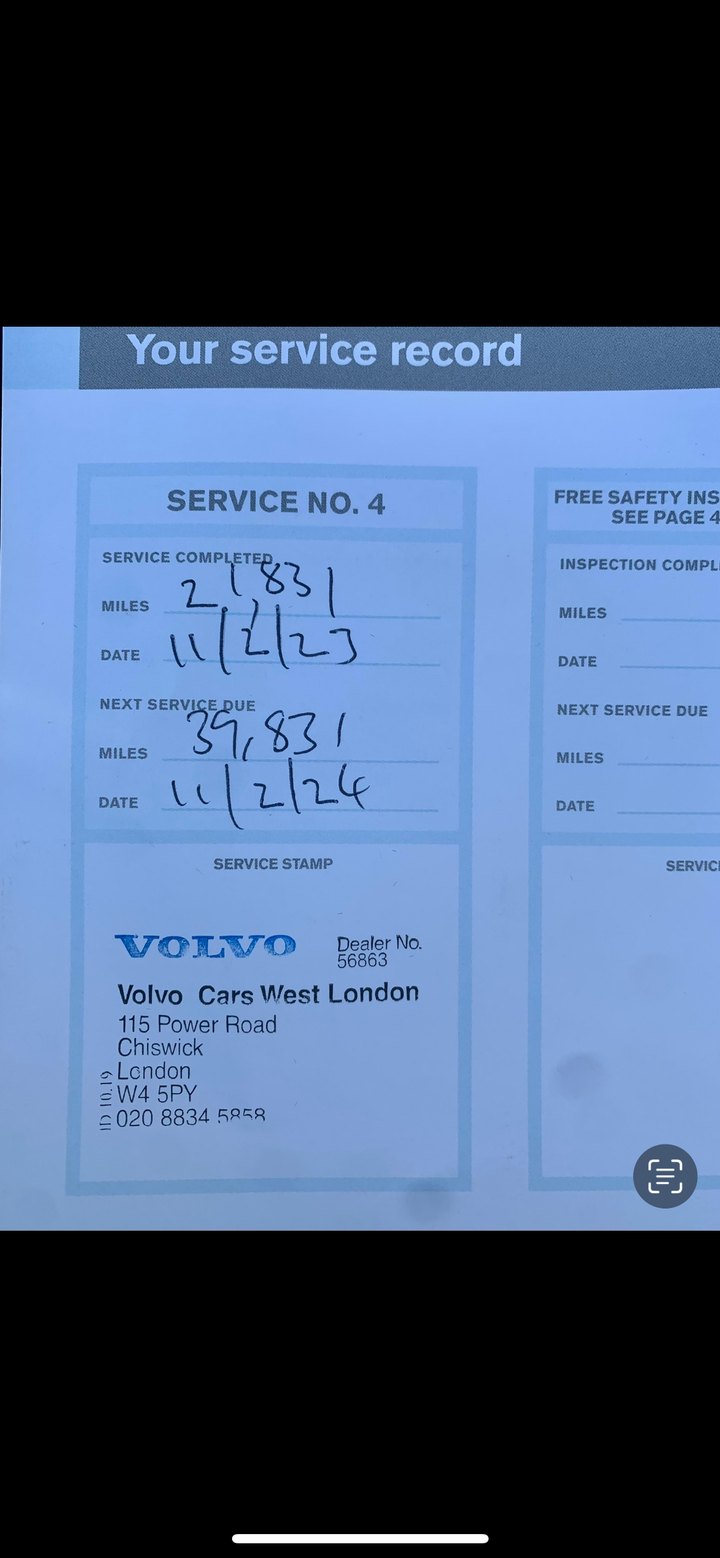 Your service record
SERVICE NO. 4
SERVICE COMPLETED
MILES 21,831
DATE 11/2/23
NEXT SERVICE DUE
MILES 39,831
DATE 11/2/24
SERVICE STAMP
VOLVO Dealer No.
56863
Volvo Cars West London
115 Power Road
Chiswick
London
W4 5PY
020 8834 5858
ID 10.19
FREE SAFETY INS
SEE PAGE 4
INSPECTION COMPL
MILES
DATE
NEXT SERVICE DUE
MILES
DATE
SERVIC